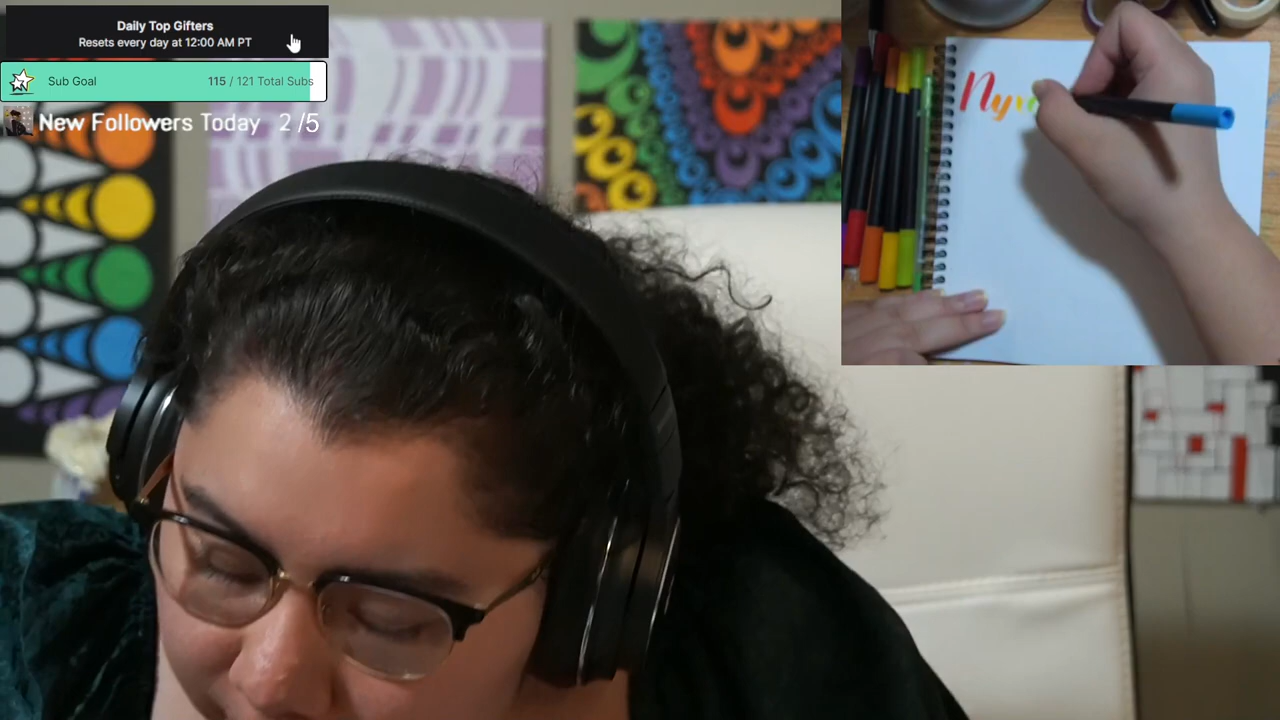 Daily Top Gifters
Resets every day at 12:00 AM PT
Sub Goal 115 / 121 Total Subs
New Followers Today 2 /5
Nyr